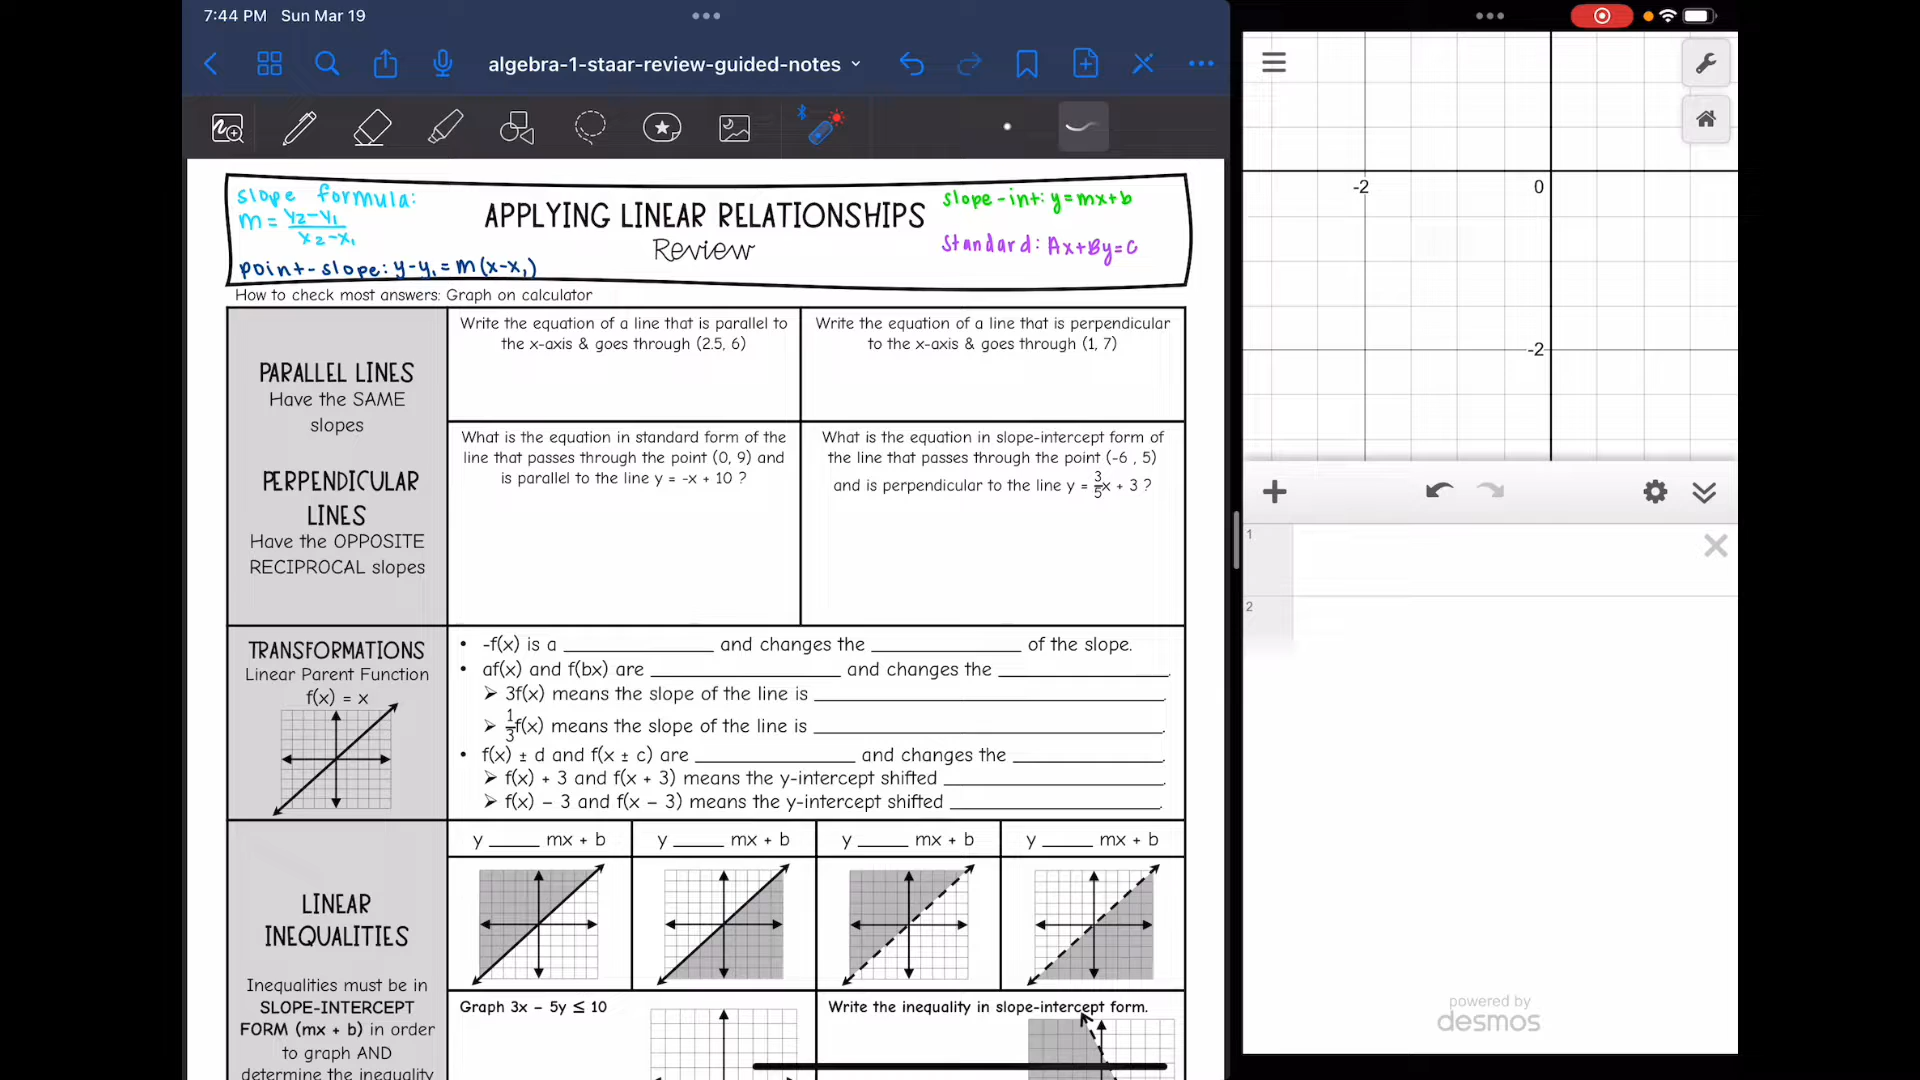 7:44 PM Sun Mar 19
algebra-1-staar-review-guided-notes
slope formula:
m = y₂-y₁
x₂-x₁
point-slope: y-y₁ = m(x-x₁)
APPLYING LINEAR RELATIONSHIPS
Review
slope-int: y=mx+b
standard: Ax+By=C
How to check most answers: Graph on calculator
PARALLEL LINES
Have the SAME
slopes
PERPENDICULAR
LINES
Have the OPPOSITE
RECIPROCAL slopes
Write the equation of a line that is parallel to
the x-axis & goes through (2.5, 6)
Write the equation of a line that is perpendicular
to the x-axis & goes through (1, 7)
What is the equation in standard form of the
line that passes through the point (0, 9) and
is parallel to the line y = -x + 10 ?
What is the equation in slope-intercept form of
the line that passes through the point (-6 , 5)
and is perpendicular to the line y = 3/5x + 3 ?
TRANSFORMATIONS
Linear Parent Function
f(x) = x
• -f(x) is a ______________ and changes the ______________ of the slope.
• af(x) and f(bx) are __________________ and changes the ________________.
➢ 3f(x) means the slope of the line is _________________________________.
➢ 1/3f(x) means the slope of the line is _________________________________.
• f(x) ± d and f(x ± c) are _______________ and changes the ______________.
➢ f(x) + 3 and f(x + 3) means the y-intercept shifted _____________________.
➢ f(x) – 3 and f(x – 3) means the y-intercept shifted ____________________.
LINEAR
INEQUALITIES
Inequalities must be in
SLOPE-INTERCEPT
FORM (mx + b) in order
to graph AND
determine the inequality
y _____ mx + b
y _____ mx + b
y _____ mx + b
y _____ mx + b
Graph 3x – 5y ≤ 10
Write the inequality in slope-intercept form.
-2
0
-2
1
2
powered by
desmos